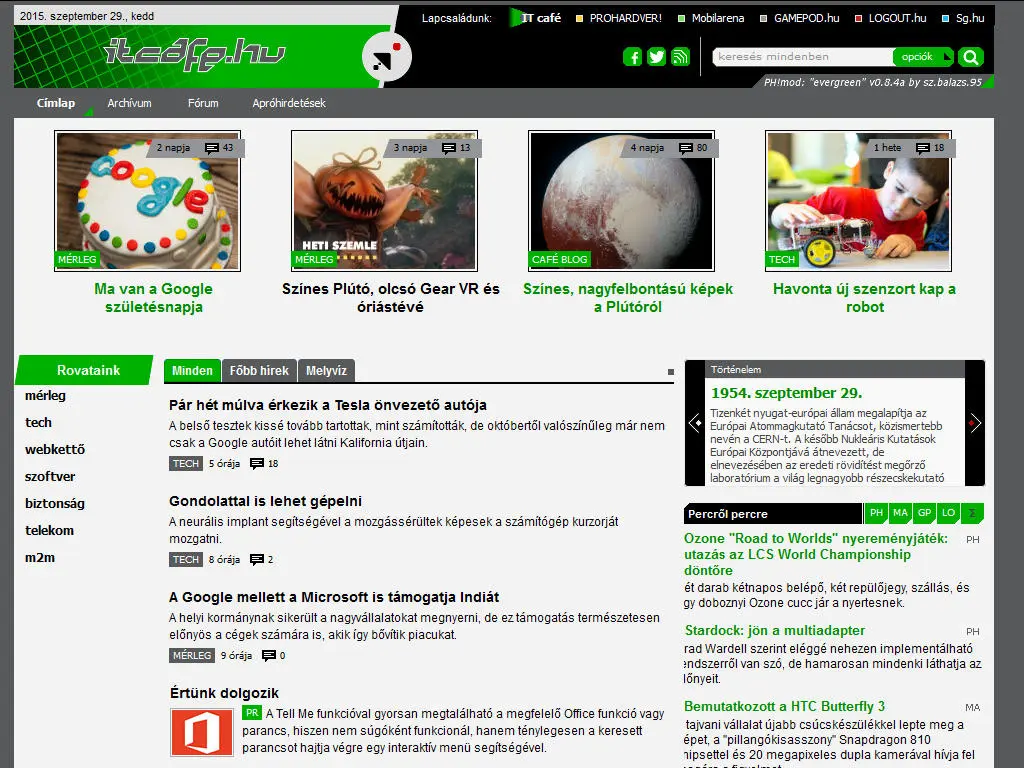 2015. szeptember 29., kedd
Lapcsaládunk: IT café PROHARDVER! Mobilarena GAMEPOD.hu LOGOUT.hu Sg.hu
itcafe.hu
keresés mindenben opciók
PH!mod: "evergreen" v0.8.4a by sz.balazs.95
Címlap Archívum Fórum Apróhirdetések
2 napja 43
3 napja 13
4 napja 80
1 hete 18
Google
HETI SZEMLE
MÉRLEG
MÉRLEG
CAFÉ BLOG
TECH
Ma van a Google
születésnapja
Színes Plútó, olcsó Gear VR és
óriástévé
Színes, nagyfelbontású képek
a Plútóról
Havonta új szenzort kap a
robot
Rovataink
mérleg
tech
webkettő
szoftver
biztonság
telekom
m2m
Minden Főbb hírek Mélyvíz
Pár hét múlva érkezik a Tesla önvezető autója
A belső tesztek kissé tovább tartottak, mint számították, de októbertől valószínűleg már nem
csak a Google autóit lehet látni Kalifornia útjain.
TECH 5 órája 18
Gondolattal is lehet gépelni
A neurális implant segítségével a mozgássérültek képesek a számítógép kurzorját
mozgatni.
TECH 8 órája 2
A Google mellett a Microsoft is támogatja Indiát
A helyi kormánynak sikerült a nagyvállalatokat megnyerni, de ez támogatás természetesen
előnyös a cégek számára is, akik így bővítik piacukat.
MÉRLEG 9 órája 0
Értünk dolgozik
PR A Tell Me funkcióval gyorsan megtalálható a megfelelő Office funkció vagy
parancs, hiszen nem súgóként funkcionál, hanem ténylegesen a keresett
parancsot hajtja végre egy interaktív menü segítségével.
Történelem
1954. szeptember 29.
Tizenkét nyugat-európai állam megalapítja az
Európai Atommagkutató Tanácsot, közismertebb
nevén a CERN-t. A később Nukleáris Kutatások
Európai Központjává átnevezett, de
elnevezésében az eredeti rövidítést megőrző
laboratórium a világ legnagyobb részecskekutató
Percről percre PH MA GP LO Σ
Ozone "Road to Worlds" nyereményjáték: PH
utazás az LCS World Championship
döntőre
ét darab kétnapos belépő, két repülőjegy, szállás, és
gy doboznyi Ozone cucc jár a nyertesnek.
Stardock: jön a multiadapter PH
rad Wardell szerint eléggé nehezen implementálható
endszerről van szó, de hamarosan mindenki láthatja az
lőnyeit.
Bemutatkozott a HTC Butterfly 3 MA
tajvani vállalat újabb csúcskészülékkel lepte meg a
épet, a "pillangókisasszony" Snapdragon 810
hipsettel és 20 megapixeles dupla kamerával hívja fel